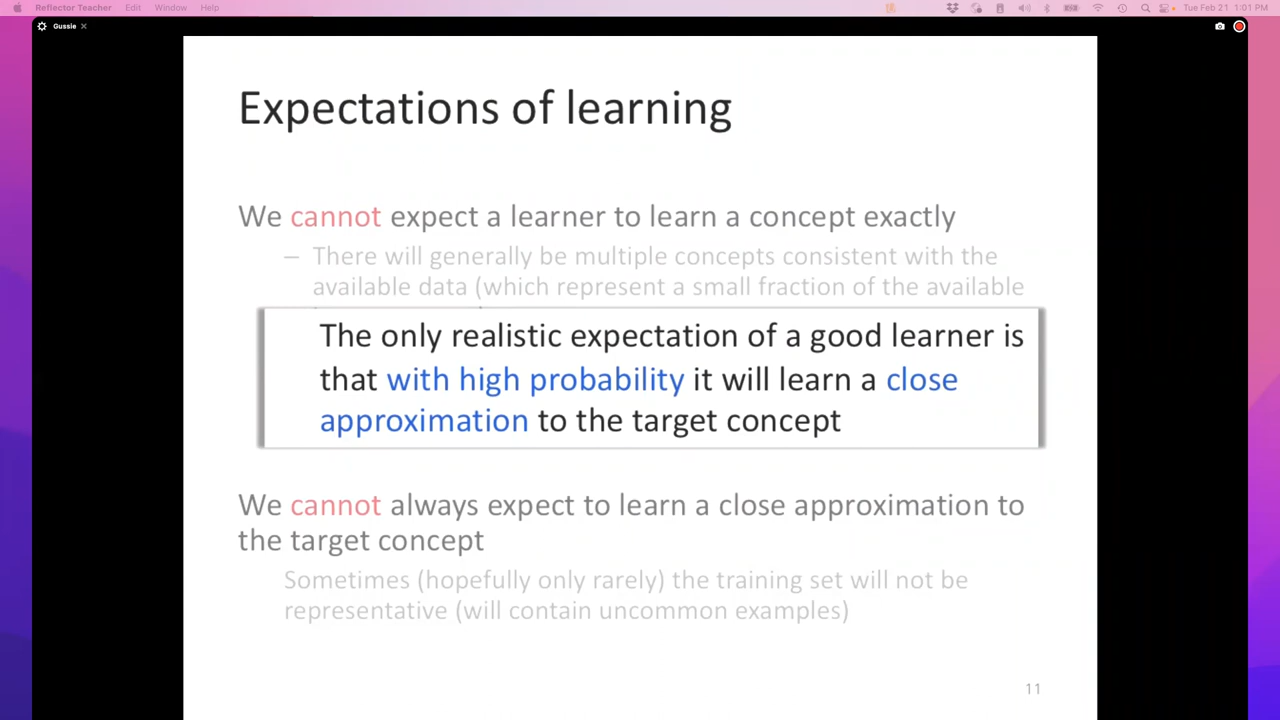 Reflector Teacher Edit Window Help Tue Feb 21 1:01 PM
Gussie
Expectations of learning
We cannot expect a learner to learn a concept exactly
– There will generally be multiple concepts consistent with the
available data (which represent a small fraction of the available
The only realistic expectation of a good learner is
that with high probability it will learn a close
approximation to the target concept
We cannot always expect to learn a close approximation to
the target concept
Sometimes (hopefully only rarely) the training set will not be
representative (will contain uncommon examples)
11